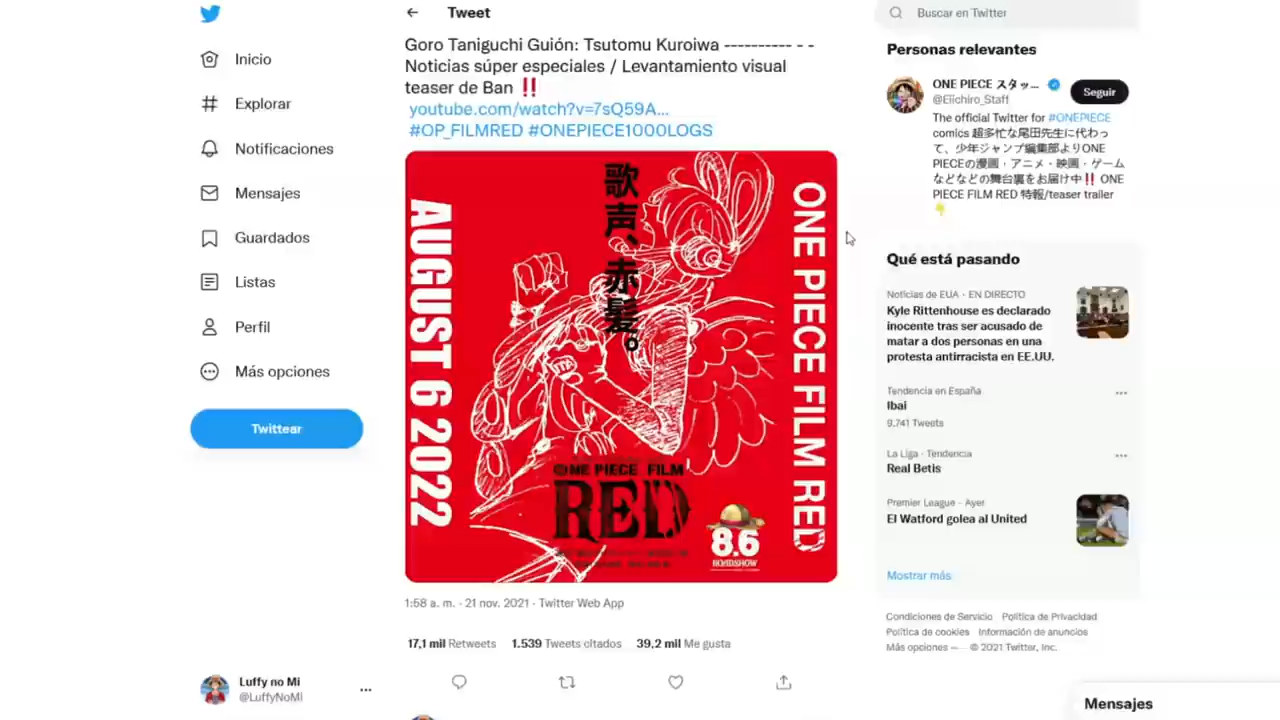 Tweet
Buscar en Twitter
Inicio
Explorar
Notificaciones
Mensajes
Guardados
Listas
Perfil
Más opciones
Twittear
Luffy no Mi
@LuffyNoMi
Goro Taniguchi Guión: Tsutomu Kuroiwa ---------- - -
Noticias súper especiales / Levantamiento visual
teaser de Ban ‼️
youtube.com/watch?v=7sQ59A...
#OP_FILMRED #ONEPIECE1000LOGS
AUGUST 6 2022
歌声、赤髪。
ONE PIECE FILM RED
ONE PIECE FILM
RED
8.6
ROADSHOW
1:58 a. m. · 21 nov. 2021 · Twitter Web App
17,1 mil Retweets 1.539 Tweets citados 39,2 mil Me gusta
Personas relevantes
ONE PIECE スタッ...
@Eiichiro_Staff
Seguir
The official Twitter for #ONEPIECE
comics 超多忙な尾田先生に代わっ
て、少年ジャンプ編集部よりONE
PIECEの漫画・アニメ・映画・ゲーム
などなどの舞台裏をお届け中‼️ ONE
PIECE FILM RED 特報/teaser trailer
👇
Qué está pasando
Noticias de EUA · EN DIRECTO
Kyle Rittenhouse es declarado
inocente tras ser acusado de
matar a dos personas en una
protesta antirracista en EE.UU.
Tendencia en España
Ibai
9.741 Tweets
La Liga · Tendencia
Real Betis
Premier League · Ayer
El Watford golea al United
Mostrar más
Condiciones de Servicio Política de Privacidad
Política de cookies Información de anuncios
Más opciones ··· © 2021 Twitter, Inc.
Mensajes